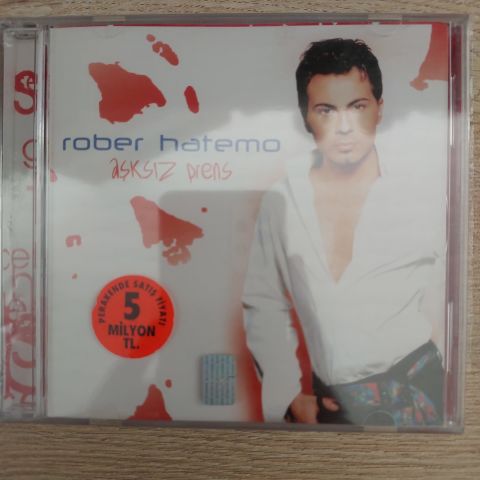 rober hatemo
aşksız prens
PERAKENDE SATIŞ FİYATI
5
MİLYON
TL.